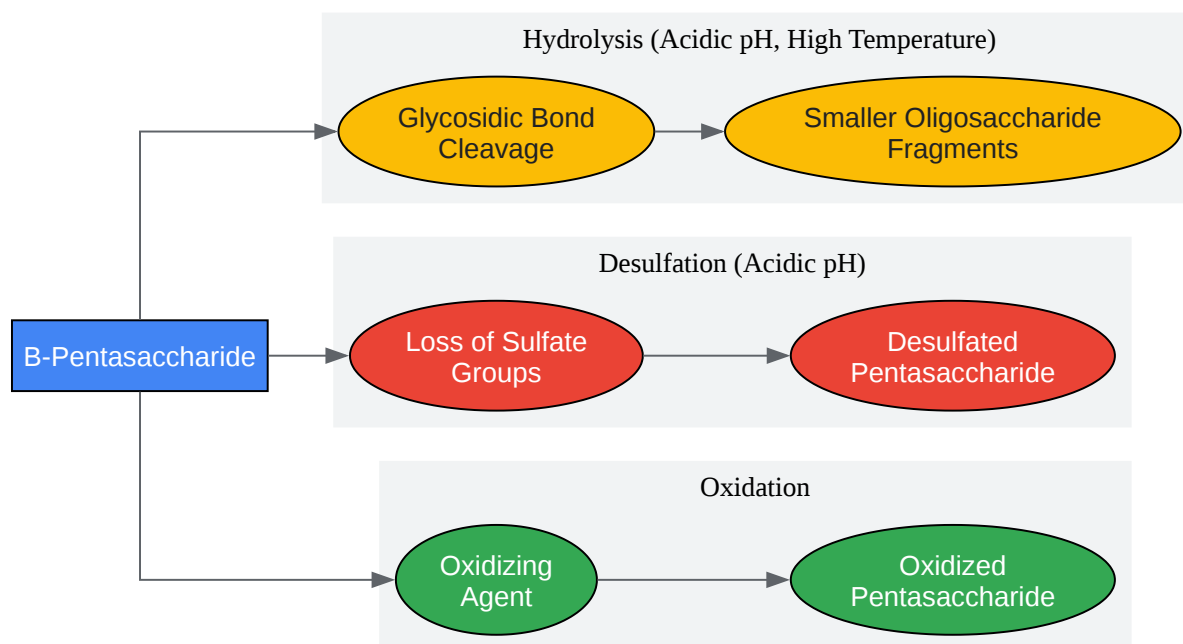 Hydrolysis (Acidic pH, High Temperature)
Glycosidic Bond
Cleavage
Smaller Oligosaccharide
Fragments
Desulfation (Acidic pH)
B-Pentasaccharide
Loss of Sulfate
Groups
Desulfated
Pentasaccharide
Oxidation
Oxidizing
Agent
Oxidized
Pentasaccharide